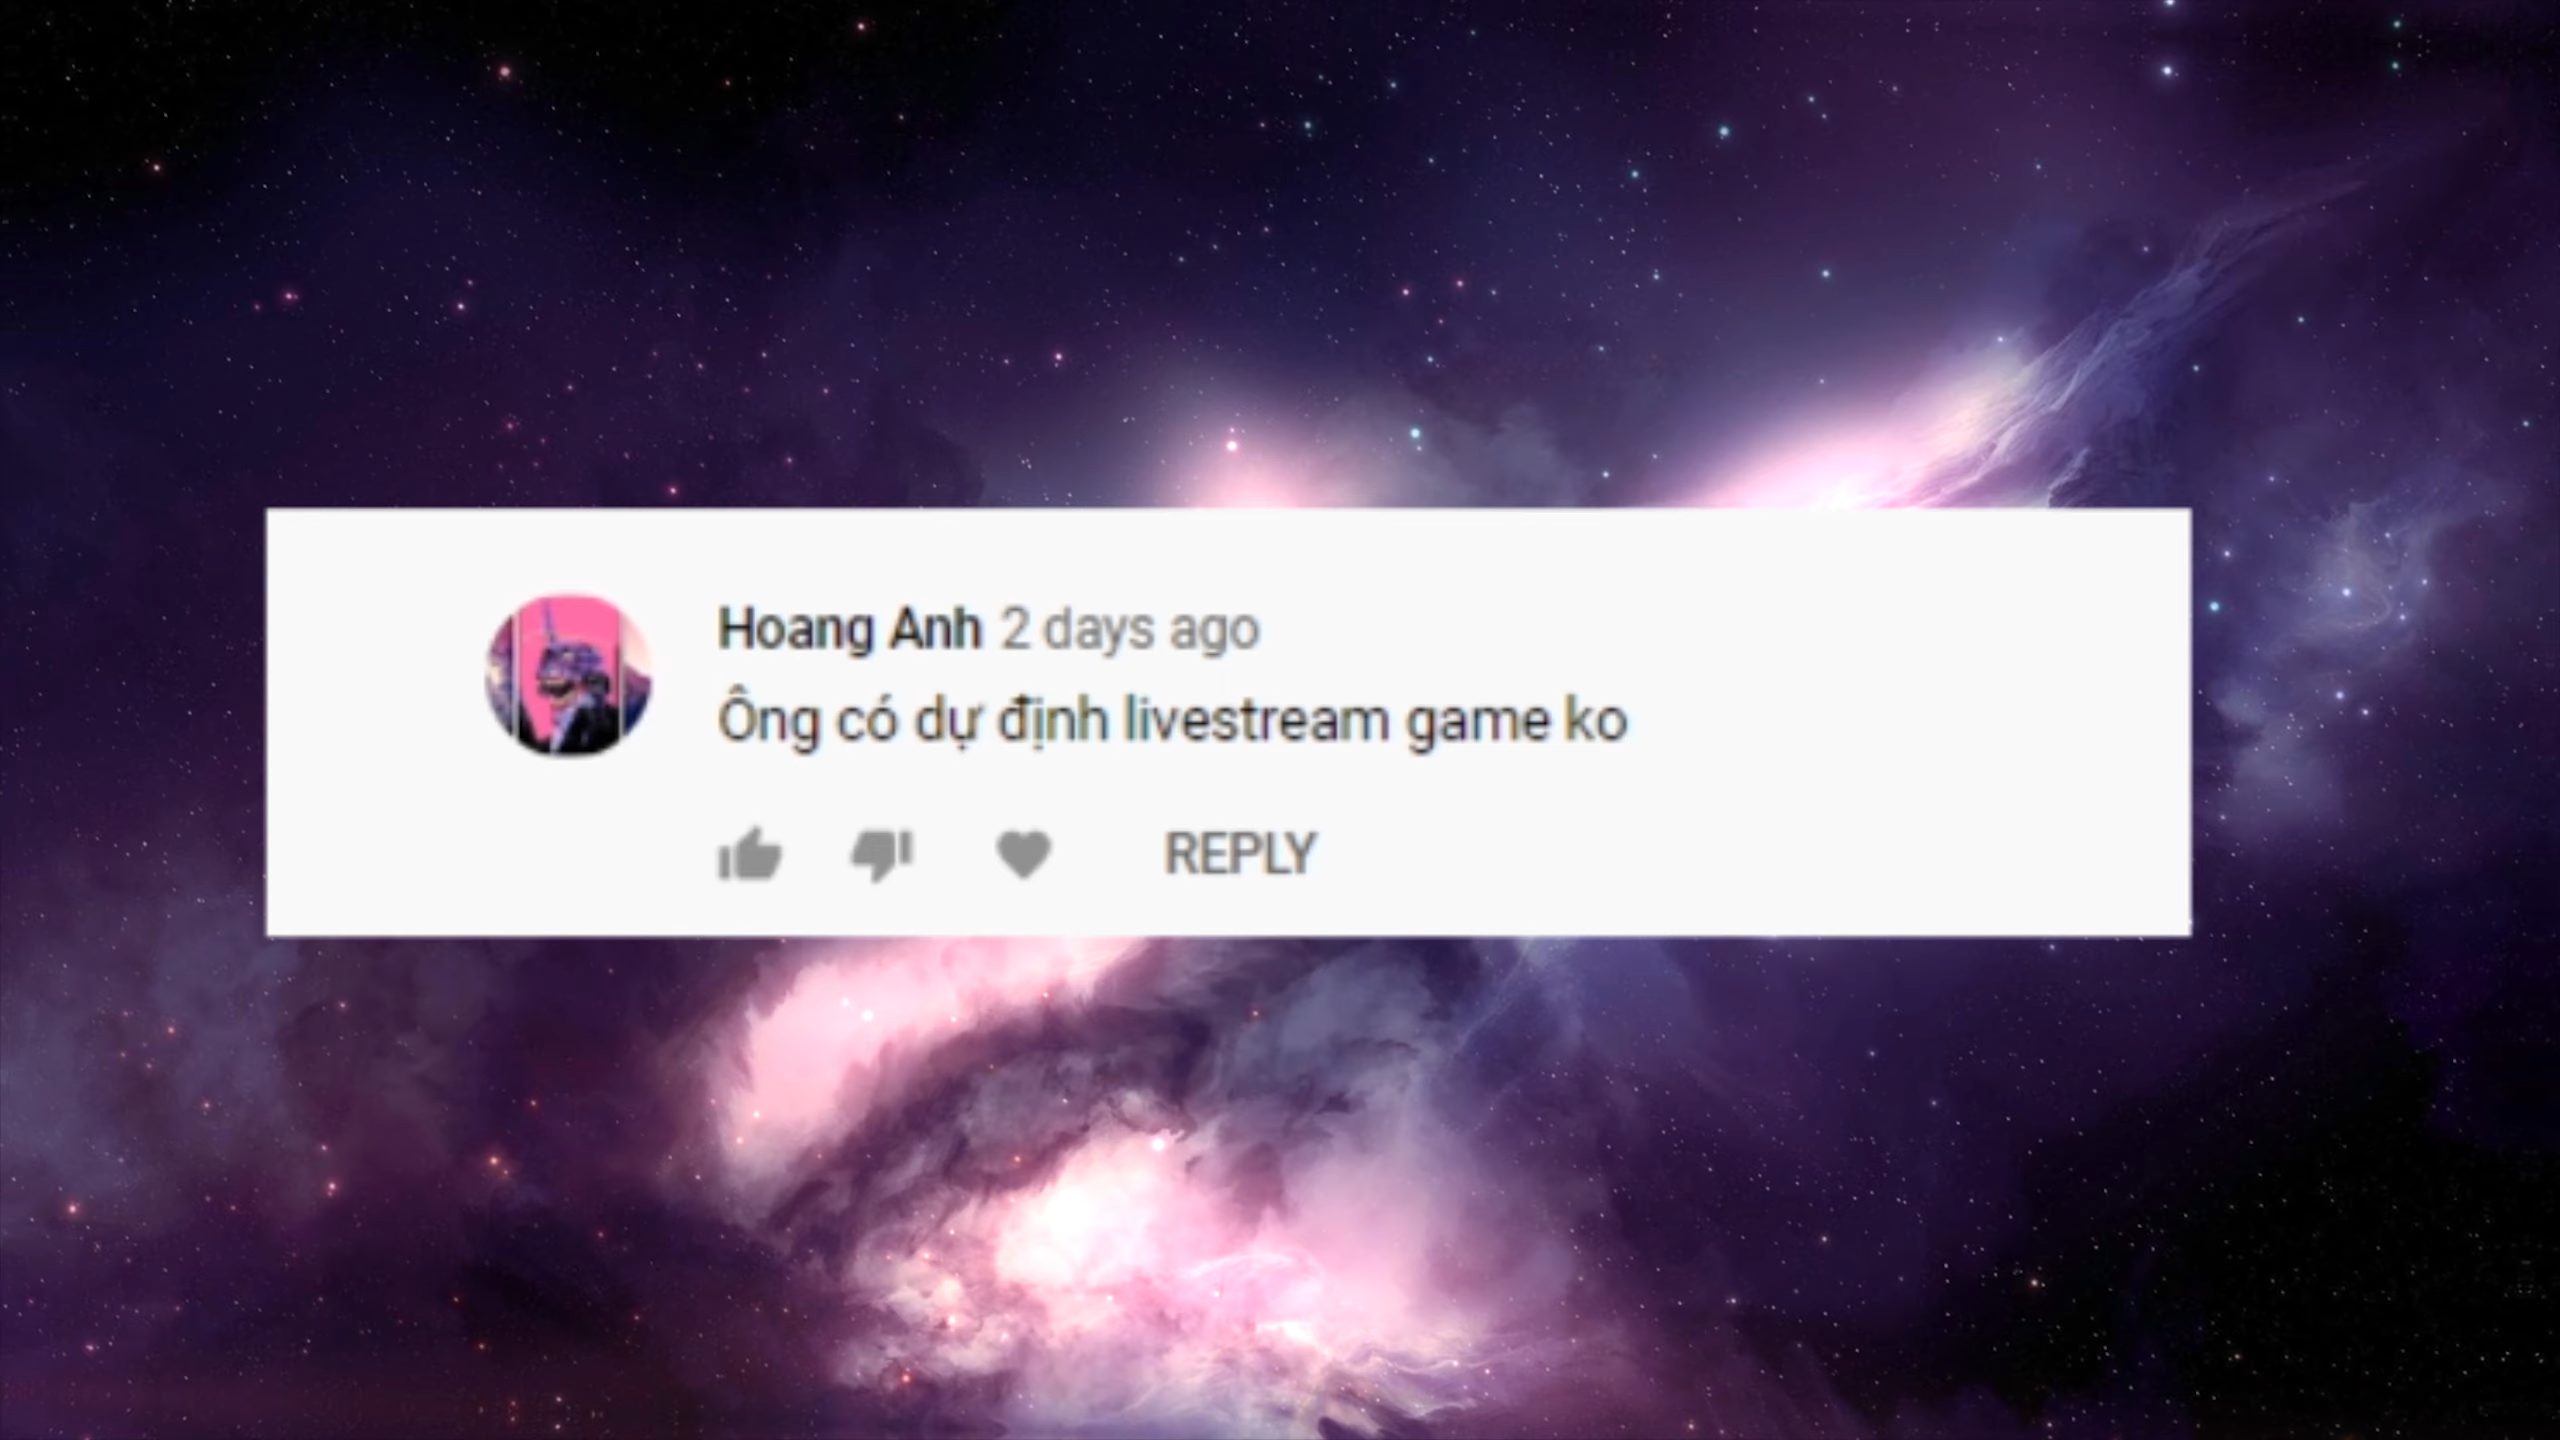 Hoang Anh 2 days ago
Ông có dự định livestream game ko
REPLY